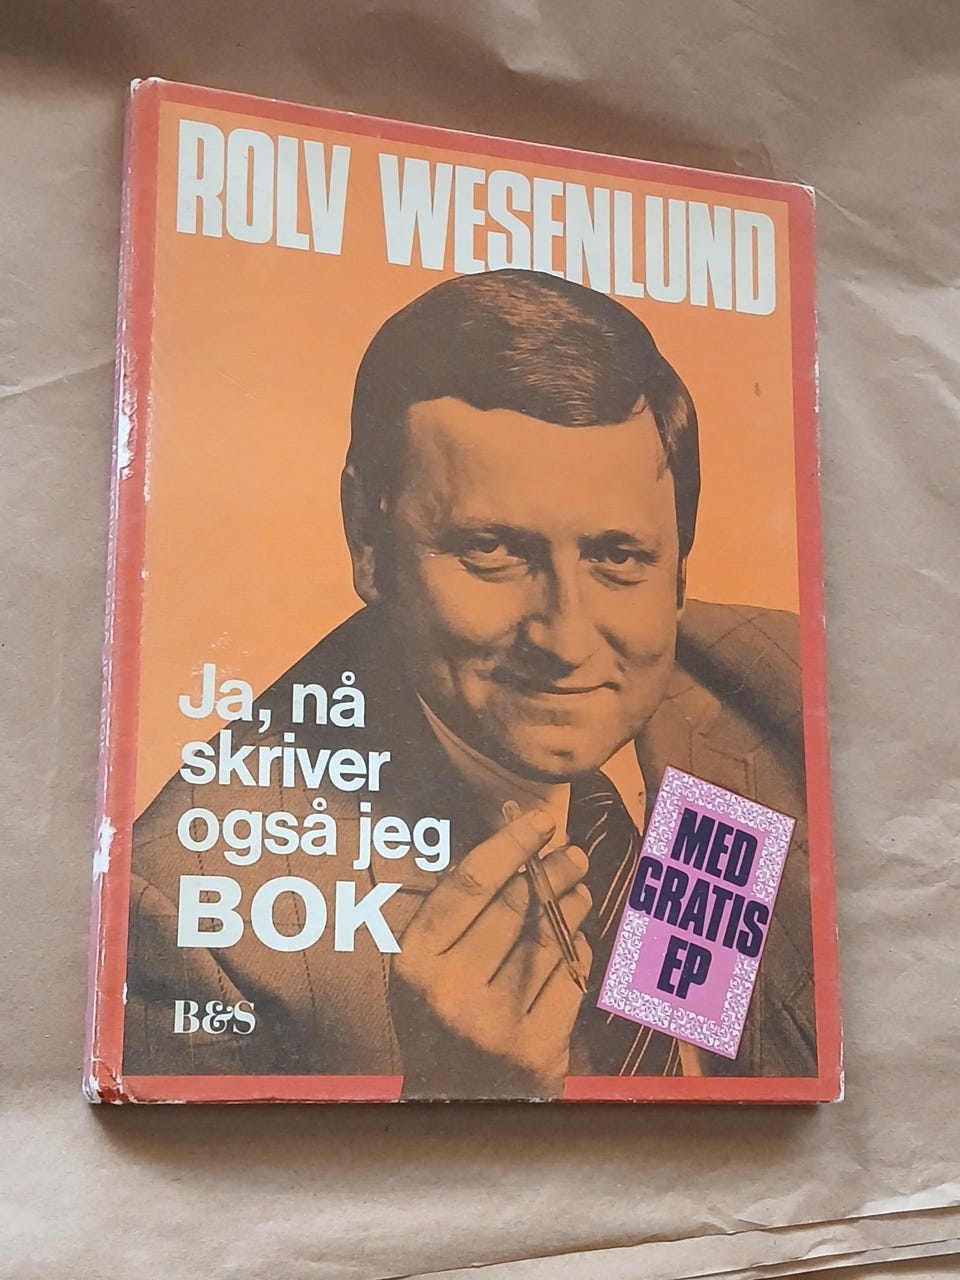 ROLV WESENLUND
Ja, nå
skriver
også jeg
BOK
B&S
MED
GRATIS
EP